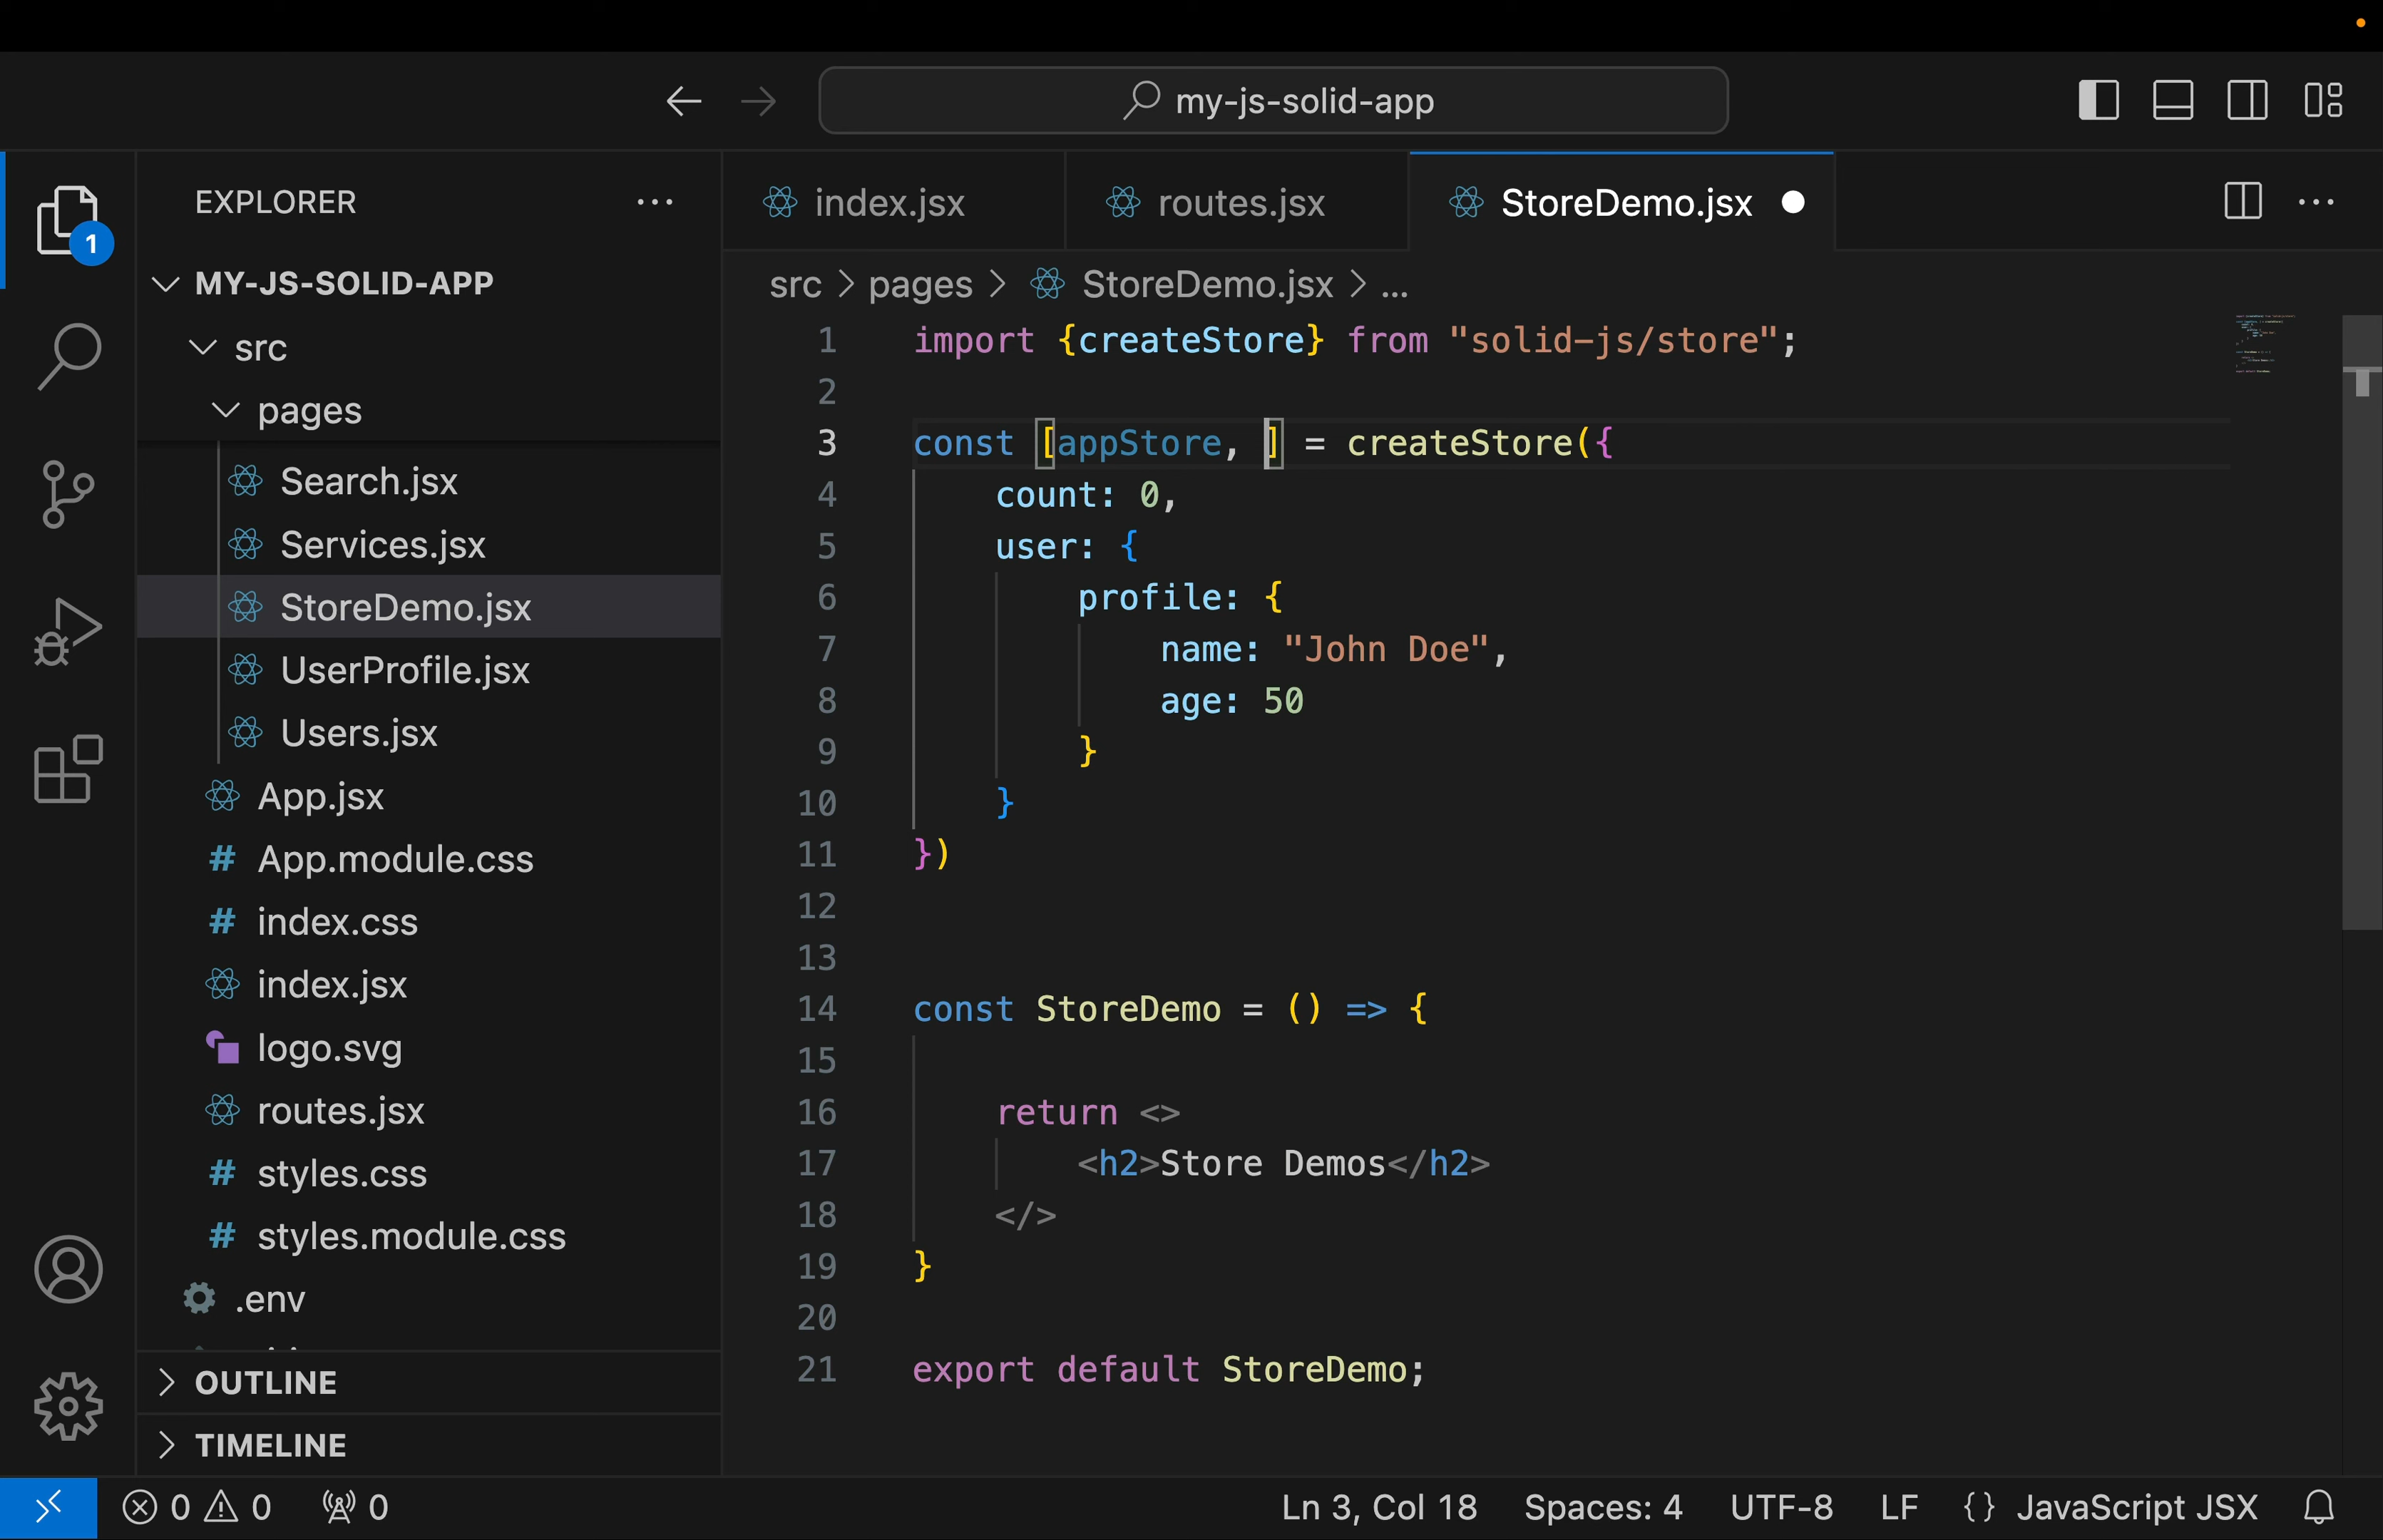 my-js-solid-app
EXPLORER
1
MY-JS-SOLID-APP
src
pages
Search.jsx
Services.jsx
StoreDemo.jsx
UserProfile.jsx
Users.jsx
App.jsx
App.module.css
index.css
index.jsx
logo.svg
routes.jsx
styles.css
styles.module.css
.env
OUTLINE
TIMELINE
index.jsx
routes.jsx
StoreDemo.jsx
src > pages > StoreDemo.jsx > ...
1 import {createStore} from "solid-js/store";
2
3 const [appStore, ] = createStore({
4 count: 0,
5 user: {
6 profile: {
7 name: "John Doe",
8 age: 50
9 }
10 }
11 })
12
13
14 const StoreDemo = () => {
15
16 return <>
17 <h2>Store Demos</h2>
18 </>
19 }
20
21 export default StoreDemo;
0 0 0
Ln 3, Col 18 Spaces: 4 UTF-8 LF {} JavaScript JSX